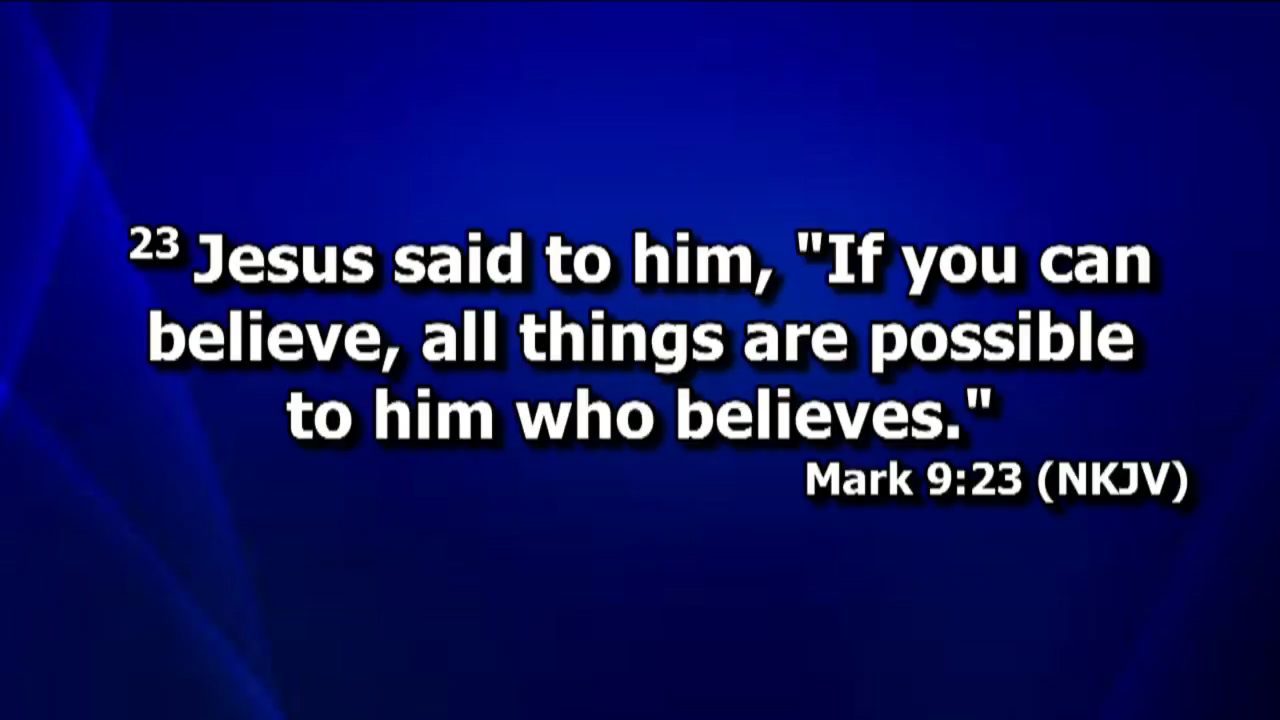 23 Jesus said to him, "If you can
believe, all things are possible
to him who believes."
Mark 9:23 (NKJV)